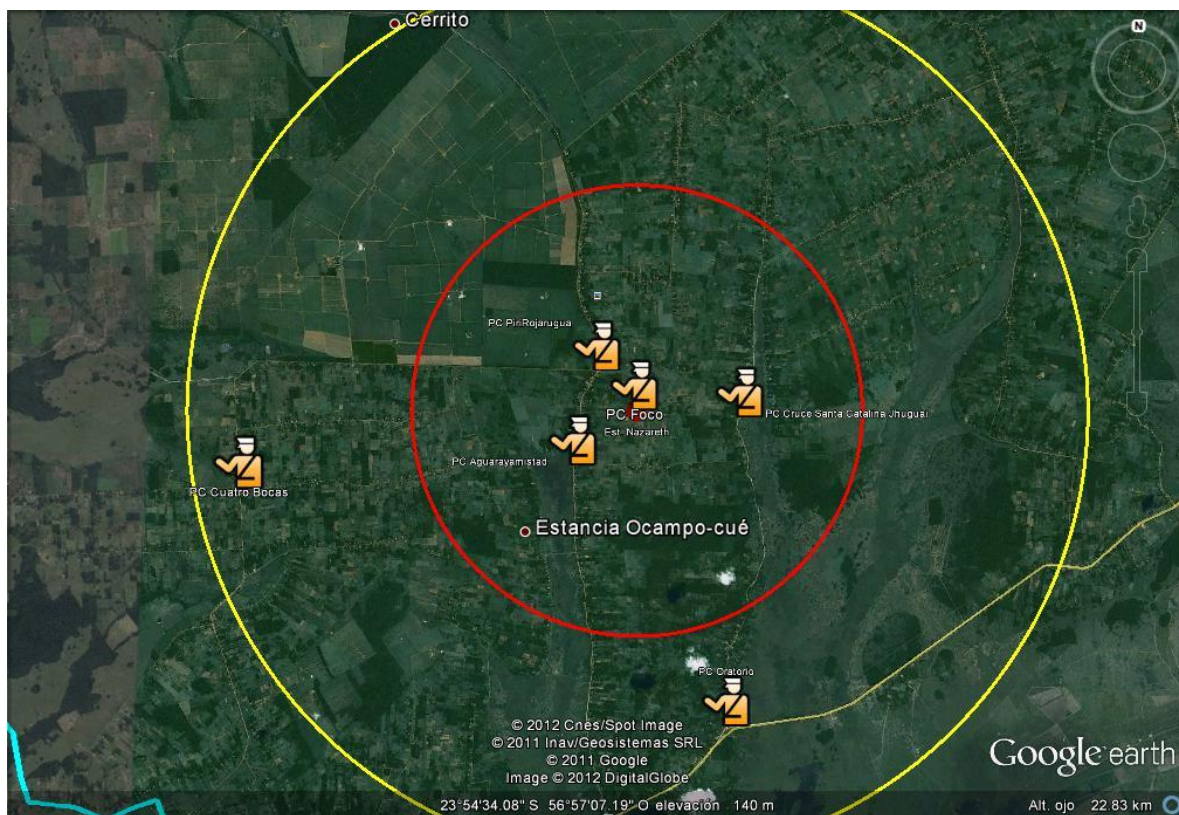 Cerrito
N
PC PiriRojarugua
PC Foco
Est. Nazareth
PC Cruce Santa Catalina Jhuguai
PC Aguarayamistad
PC Cuatro Bocas
Estancia Ocampo-cué
PC Oratorio
© 2012 Cnes/Spot Image
© 2011 Inav/Geosistemas SRL
© 2011 Google
Image © 2012 DigitalGlobe
Google earth
23°54'34.08" S 56°57'07.19" O elevación 140 m
Alt. ojo 22.83 km